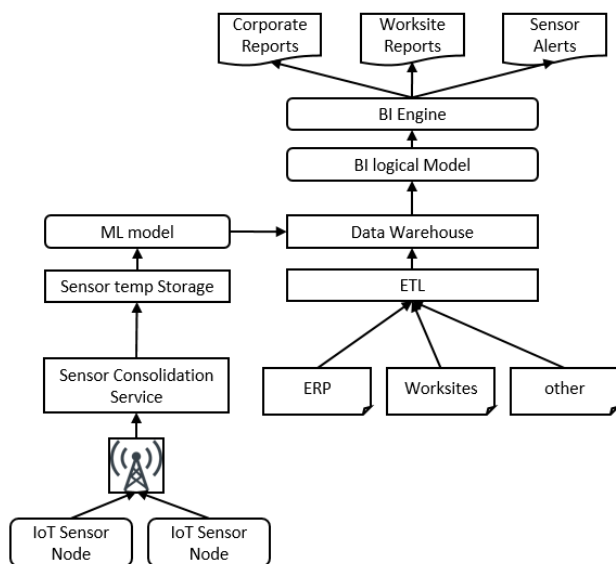 Corporate
Reports
Worksite
Reports
Sensor
Alerts
BI Engine
BI logical Model
ML model
Data Warehouse
Sensor temp Storage
ETL
Sensor Consolidation
Service
ERP
Worksites
other
IoT Sensor
Node
IoT Sensor
Node